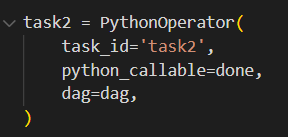 task2 = PythonOperator(
    task_id='task2',
    python_callable=done,
    dag=dag,
)